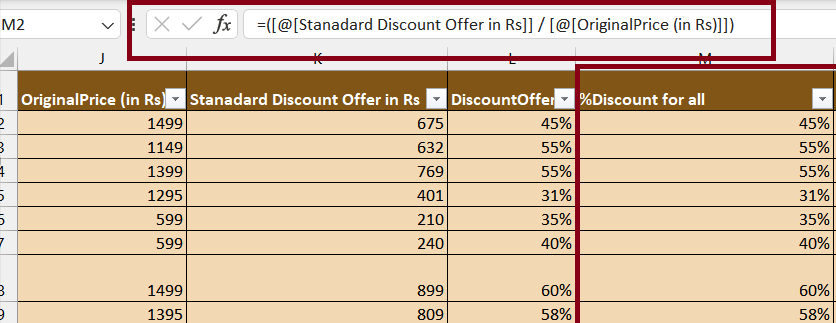 M2 fx =([@[Stanadard Discount Offer in Rs]] / [@[OriginalPrice (in Rs)]])
J K L M
1 OriginalPrice (in Rs) Stanadard Discount Offer in Rs DiscountOffer %Discount for all
2 1499 675 45% 45%
3 1149 632 55% 55%
4 1399 769 55% 55%
5 1295 401 31% 31%
6 599 210 35% 35%
7 599 240 40% 40%
8 1499 899 60% 60%
9 1395 809 58% 58%